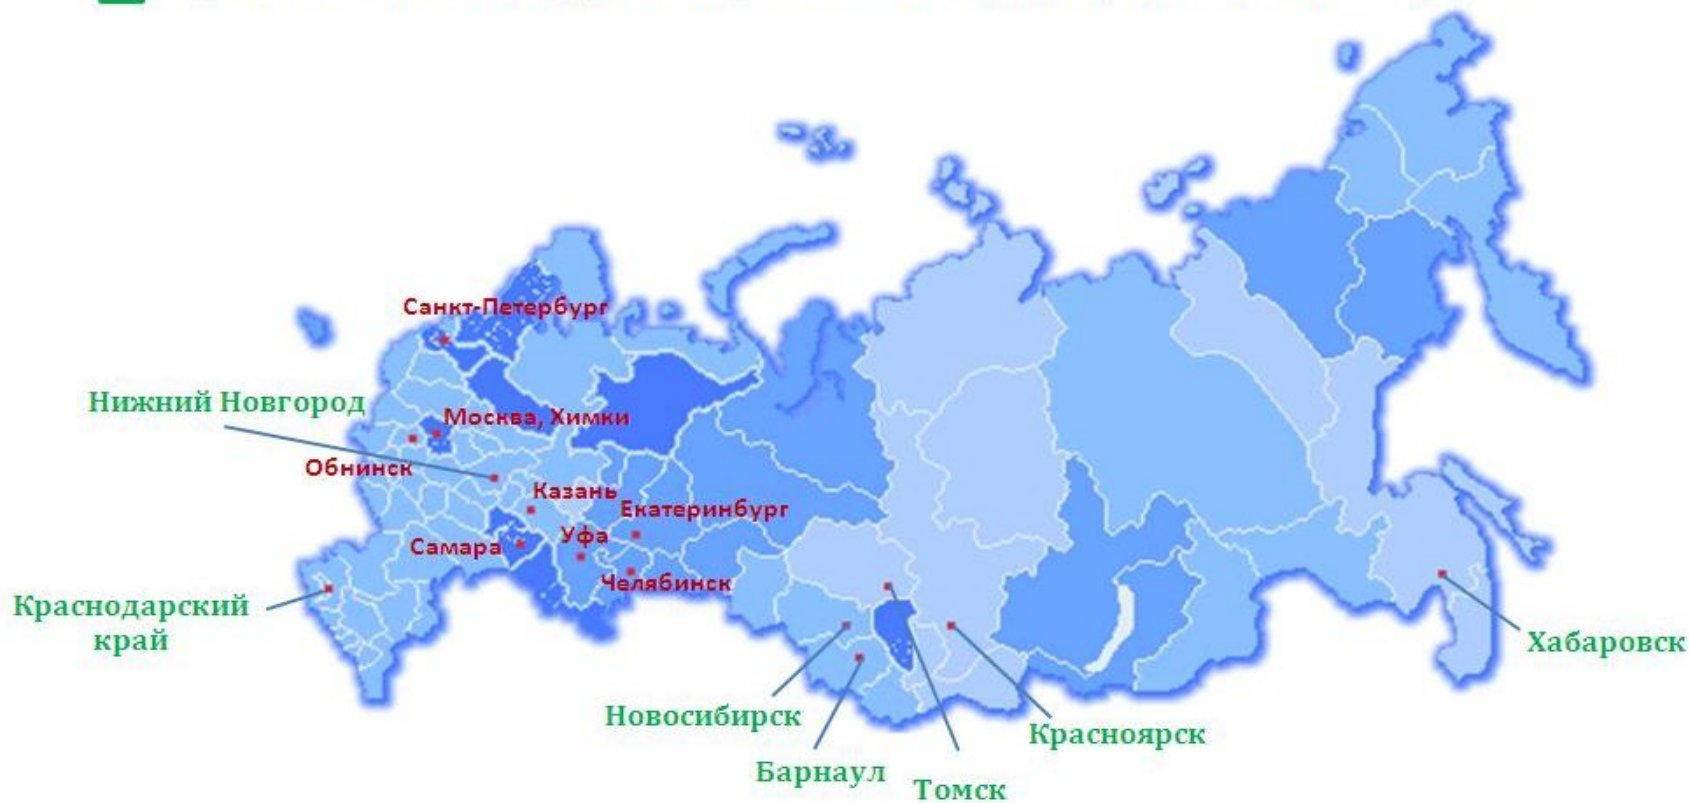 Санкт-Петербург
Нижний Новгород
Москва, Химки
Обнинск
Казань
Екатеринбург
Уфа
Самара
Челябинск
Краснодарский
край
Хабаровск
Новосибирск
Красноярск
Барнаул
Томск